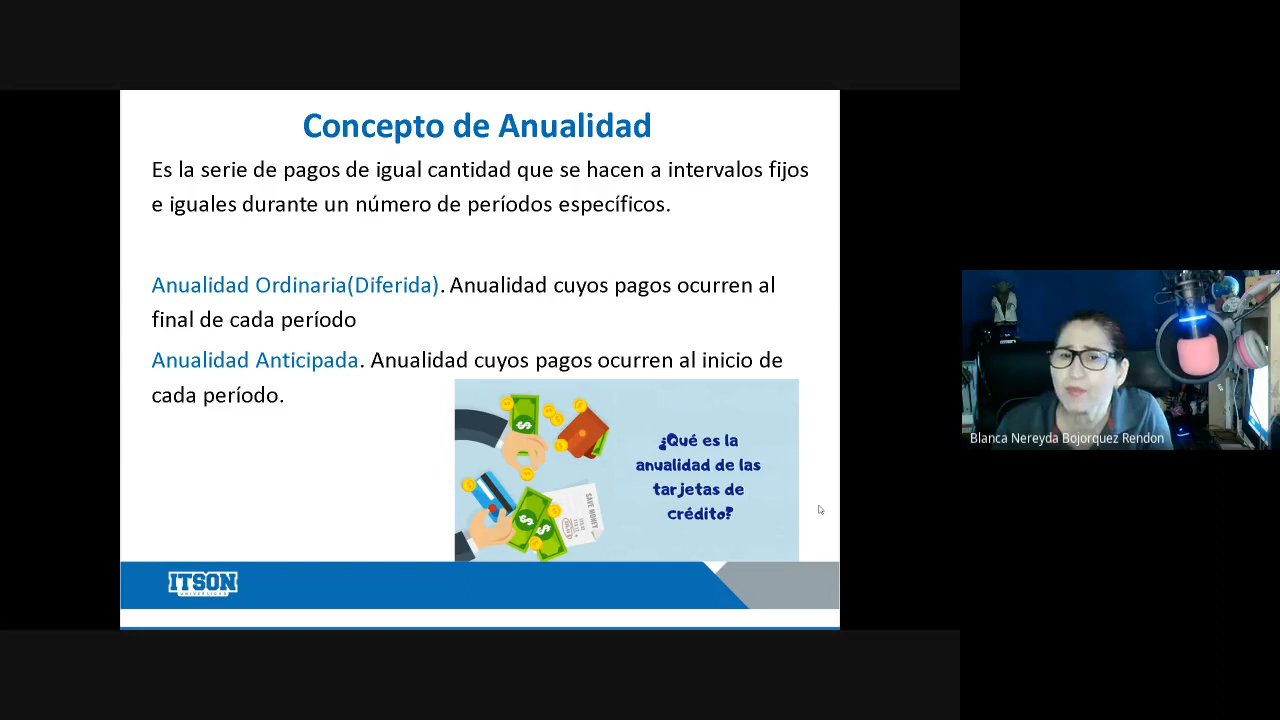 Concepto de Anualidad
Es la serie de pagos de igual cantidad que se hacen a intervalos fijos
e iguales durante un número de períodos específicos.
Anualidad Ordinaria(Diferida). Anualidad cuyos pagos ocurren al
final de cada período
Anualidad Anticipada. Anualidad cuyos pagos ocurren al inicio de
cada período.
¿Qué es la
anualidad de las
tarjetas de
crédito?
SAVE MONEY
ITSON
UNIVERSIDAD
Blanca Nereyda Bojorquez Rendon